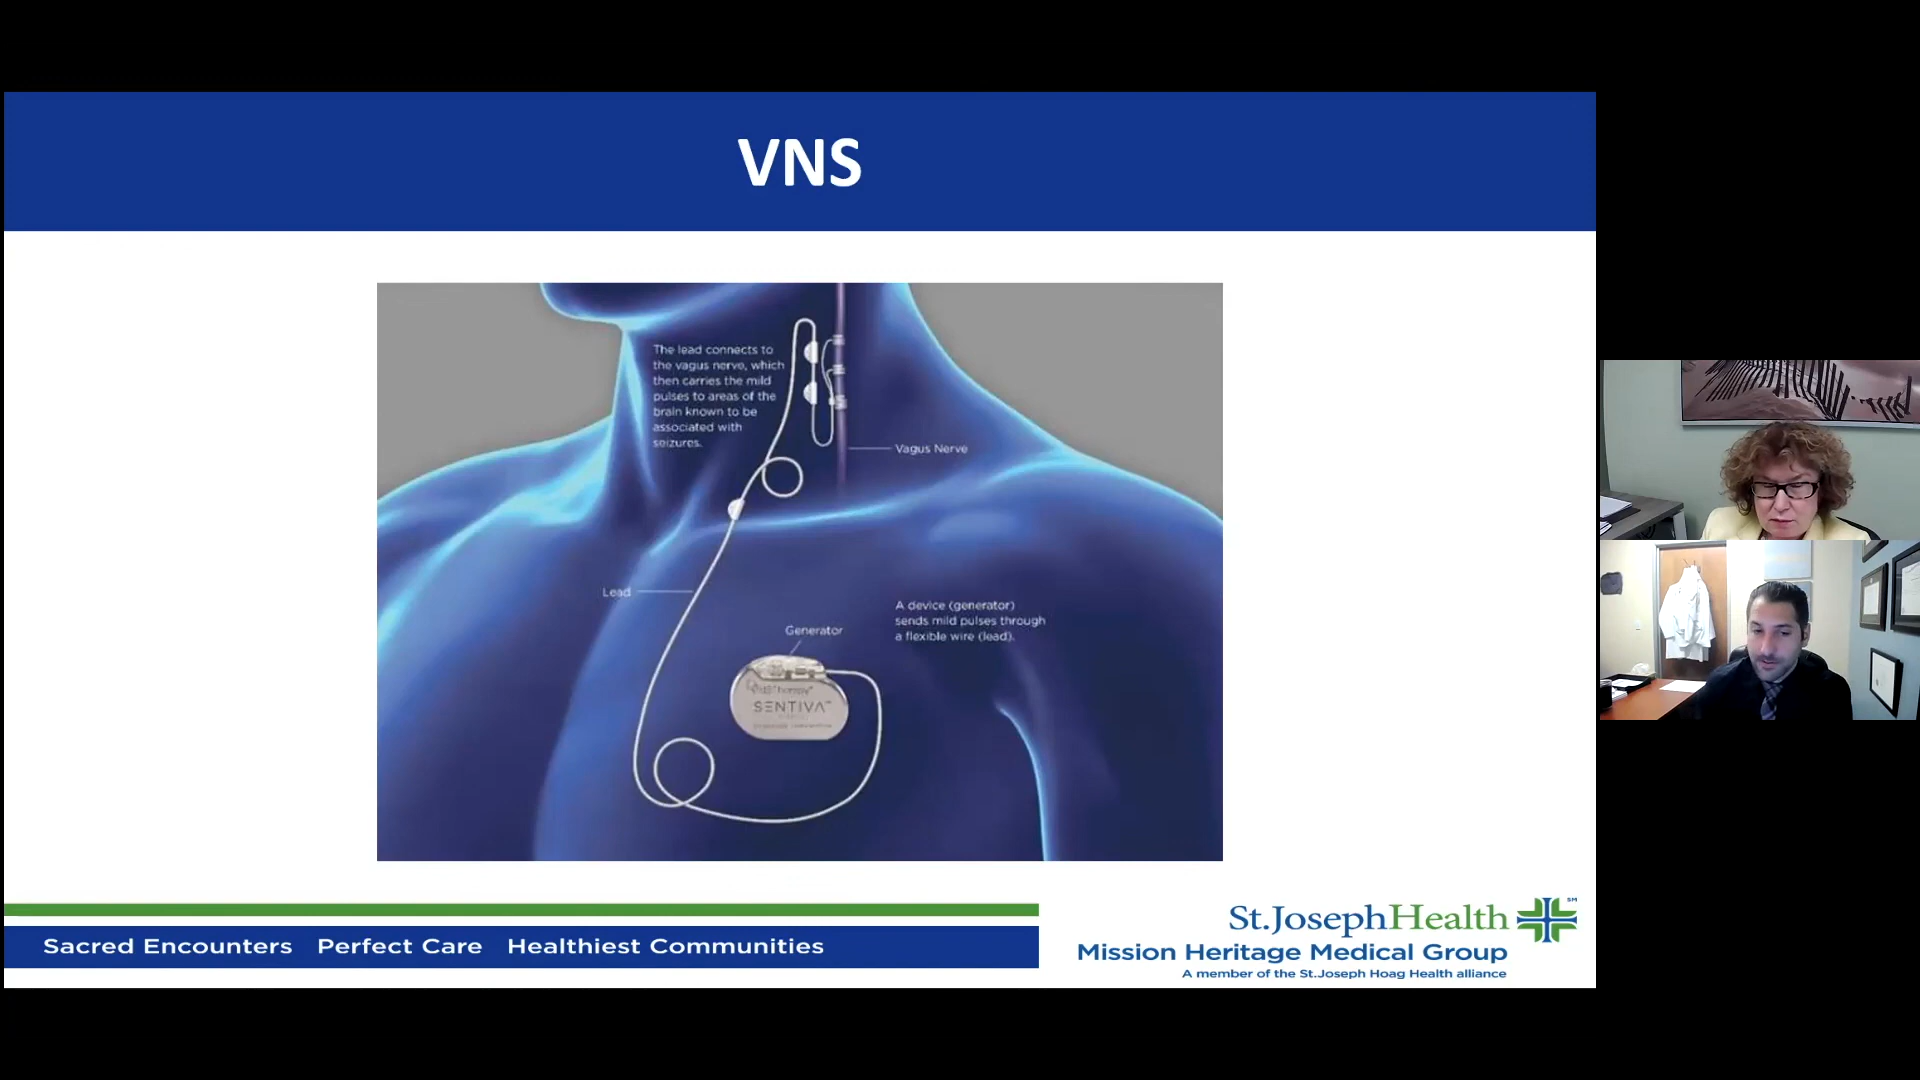 VNS
The lead connects to
the vagus nerve, which
then carries the mild
pulses to areas of the
brain known to be
associated with
seizures.
Vagus Nerve
Lead
Generator
A device (generator)
sends mild pulses through
a flexible wire (lead).
SENTIVA™
Sacred Encounters Perfect Care Healthiest Communities
St.JosephHealth SM
Mission Heritage Medical Group
A member of the St.Joseph Hoag Health alliance